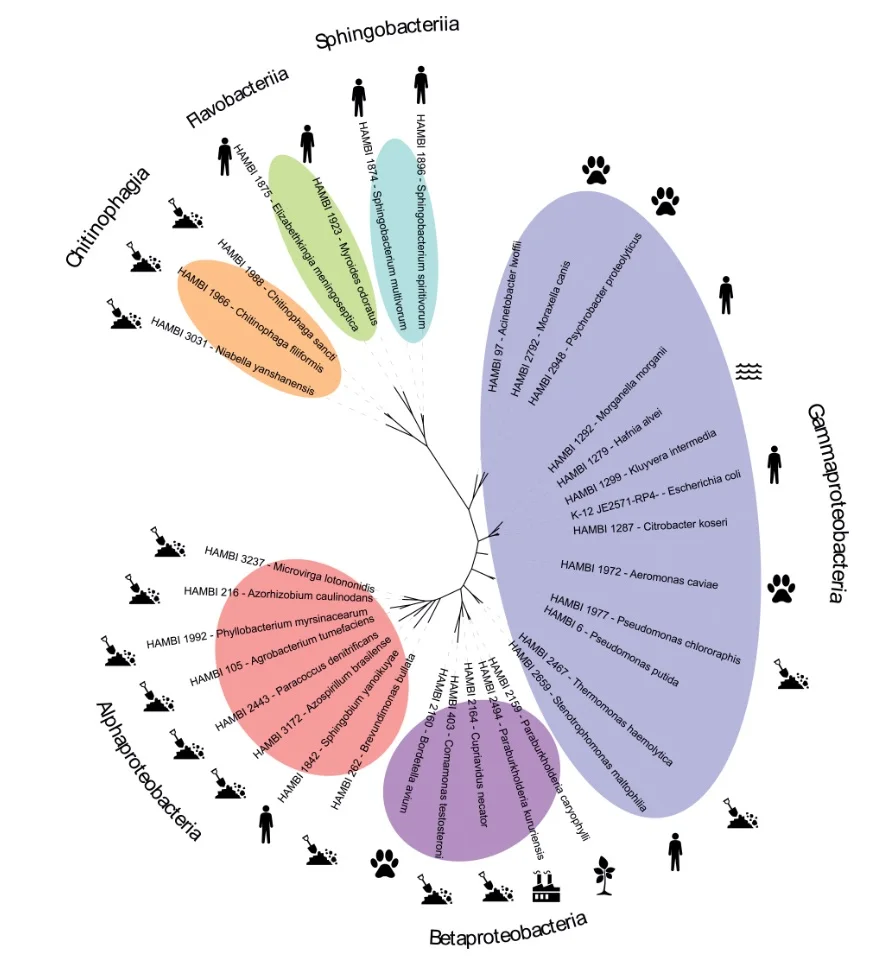 Sphingobacteriia
Flavobacteriia
Chitinophagia
HAMBI 1896 - Sphingobacterium spiritivorum
HAMBI 1874 - Sphingobacterium multivorum
HAMBI 1923 - Myroides odoratus
HAMBI 1875 - Elizabethkingia meningoseptica
HAMBI 1988 - Chitinophaga sancti
HAMBI 1966 - Chitinophaga filiformis
HAMBI 3031 - Niabella yanshanensis
HAMBI 97 - Acinetobacter lwoffii
HAMBI 2792 - Moraxella canis
HAMBI 2948 - Psychrobacter proteolyticus
HAMBI 1292 - Morganella morganii
HAMBI 1279 - Hafnia alvei
HAMBI 1299 - Kluyvera intermedia
K-12 JE2571-RP4- - Escherichia coli
HAMBI 1287 - Citrobacter koseri
HAMBI 1972 - Aeromonas caviae
HAMBI 1977 - Pseudomonas chlororaphis
HAMBI 6 - Pseudomonas putida
HAMBI 2467 - Thermomonas haemolytica
HAMBI 2659 - Stenotrophomonas maltophilia
Gammaproteobacteria
HAMBI 3237 - Microvirga lotononidis
HAMBI 216 - Azorhizobium caulinodans
HAMBI 1992 - Phyllobacterium myrsinacearum
HAMBI 105 - Agrobacterium tumefaciens
HAMBI 2443 - Paracoccus denitrificans
HAMBI 3172 - Azospirillum brasilense
HAMBI 1842 - Sphingobium yanoikuyae
HAMBI 262 - Brevundimonas bullata
Alphaproteobacteria
HAMBI 2160 - Bordetella avium
HAMBI 403 - Comamonas testosteroni
HAMBI 2164 - Cupriavidus necator
HAMBI 2494 - Paraburkholderia kururiensis
HAMBI 2159 - Paraburkholderia caryophylli
Betaproteobacteria